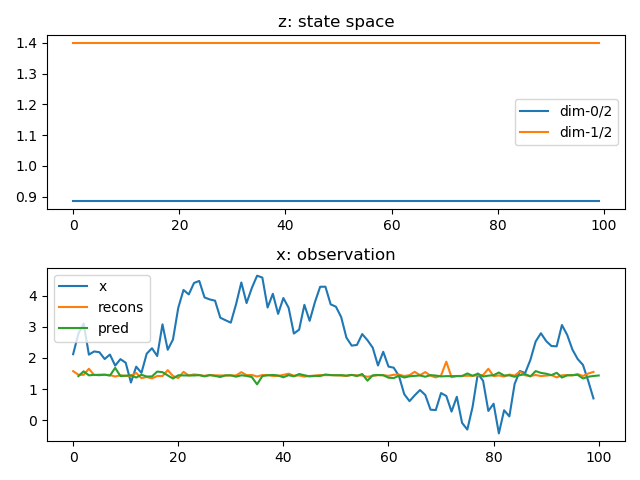 z: state space
1.4
1.3
1.2
1.1
1.0
0.9
dim-0/2
dim-1/2
0 20 40 60 80 100
x: observation
4
3
2
1
0
x
recons
pred
0 20 40 60 80 100